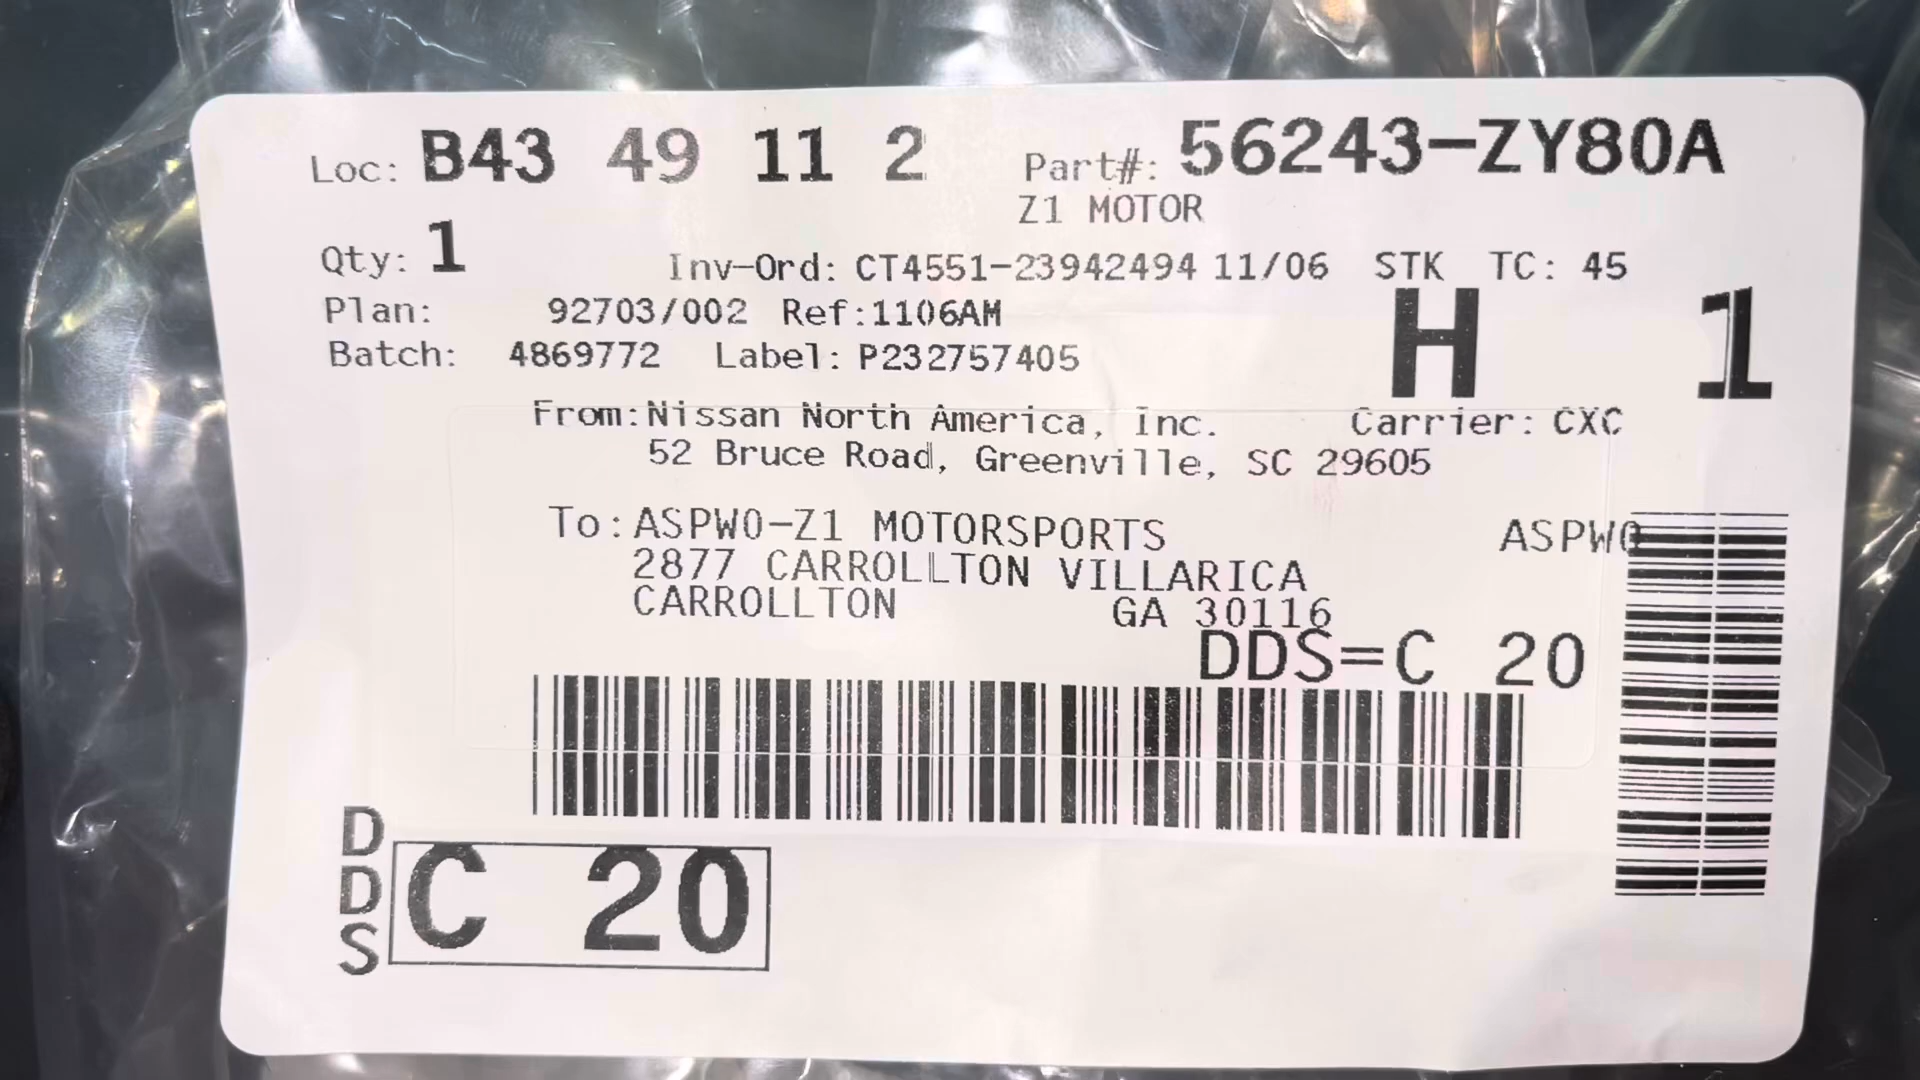 Loc: B43 49 11 2 Part#: 56243-ZY80A
Z1 MOTOR
Qty: 1 Inv-Ord: CT4551-23942494 11/06 STK TC: 45
Plan: 92703/002 Ref:1106AM
Batch: 4869772 Label: P232757405
H 1
From: Nissan North America, Inc. Carrier: CXC
52 Bruce Road, Greenville, SC 29605
To: ASPW0-Z1 MOTORSPORTS ASPW0
2877 CARROLLTON VILLARICA
CARROLLTON GA 30116
DDS=C 20
DDS
C 20